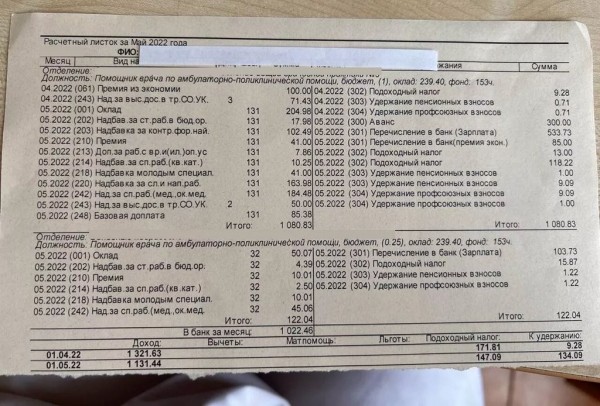 Расчетный листок за Май 2022 года
ФИО:
Месяц Вид на Сумма
Отделение:
Должность: Помощник врача по амбулаторно-поликлинической помощи, бюджет, (1), оклад: 239.40, фонд: 153ч.
04.2022 (061) Премия из экономии 100.00 04.2022 (302) Подоходный налог 9.28
04.2022 (243) Над.за выс.дос.в тр.СО.УК. 3 71.43 04.2022 (303) Удержание пенсионных взносов 0.71
05.2022 (001) Оклад 131 204.98 04.2022 (304) Удержание профсоюзных взносов 0.71
05.2022 (202) Надбав.за ст.раб.в бюд.ор. 131 17.98 05.2022 (300) Аванс 300.00
05.2022 (203) Надбавка за контр.фор.най. 131 102.49 05.2022 (301) Перечисление в банк (Зарплата) 533.73
05.2022 (210) Премия 131 41.00 05.2022 (301) Перечисление в банк(премия экон.) 85.00
05.2022 (213) Доп.за раб.с вр.и(ил.)оп.ус 131 7.86 05.2022 (302) Подоходный налог 13.00
05.2022 (214) Надбав.за сп.раб.(кв.кат.) 131 10.25 05.2022 (302) Подоходный налог 118.22
05.2022 (218) Надбавка молодым специал. 131 41.00 05.2022 (303) Удержание пенсионных взносов 1.00
05.2022 (220) Надбавка за сп.и нап.раб. 131 163.98 05.2022 (303) Удержание пенсионных взносов 9.09
05.2022 (242) Над.за сп.раб.(мед.,ок.мед. 131 184.48 05.2022 (304) Удержание профсоюзных взносов 9.09
05.2022 (243) Над.за выс.дос.в тр.СО.УК. 2 50.00 05.2022 (304) Удержание профсоюзных взносов 1.00
05.2022 (248) Базовая доплата 131 85.38
Итого: 1 080.83 Итого: 1 080.83
Отделение:
Должность: Помощник врача по амбулаторно-поликлинической помощи, бюджет, (0.25), оклад: 239.40, фонд: 153ч.
05.2022 (001) Оклад 32 50.07 05.2022 (301) Перечисление в банк (Зарплата) 103.73
05.2022 (202) Надбав.за ст.раб.в бюд.ор. 32 4.39 05.2022 (302) Подоходный налог 15.87
05.2022 (210) Премия 32 10.01 05.2022 (303) Удержание пенсионных взносов 1.22
05.2022 (214) Надбав.за сп.раб.(кв.кат.) 32 2.50 05.2022 (304) Удержание профсоюзных взносов 1.22
05.2022 (218) Надбавка молодым специал. 32 10.01
05.2022 (242) Над.за сп.раб.(мед.,ок.мед. 32 45.06
Итого: 122.04 Итого: 122.04
В банк за месяц: 1 022.46
Доход: Вычеты: Матпомощь: Льготы: Подоходный налог: К удержанию:
01.04.22 1 321.63 171.81 9.28
01.05.22 1 131.44 147.09 134.09